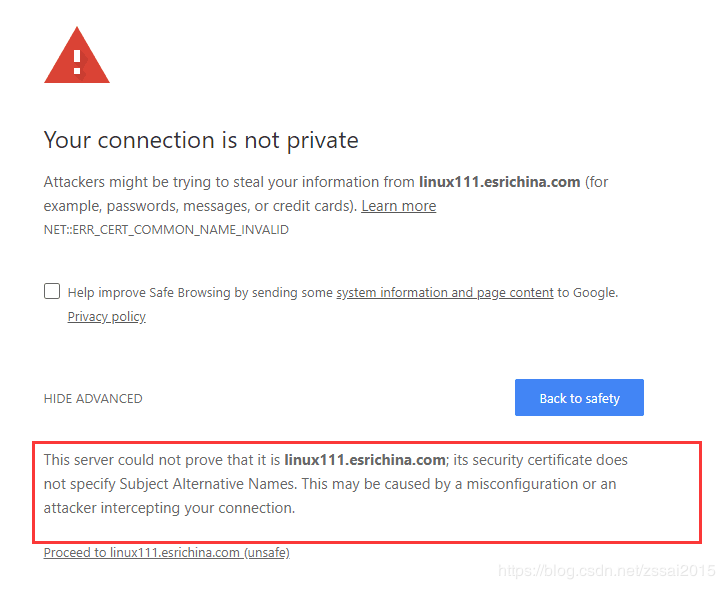 Your connection is not private
Attackers might be trying to steal your information from linux111.esrichina.com (for
example, passwords, messages, or credit cards). Learn more
NET::ERR_CERT_COMMON_NAME_INVALID
Help improve Safe Browsing by sending some system information and page content to Google.
Privacy policy
HIDE ADVANCED
Back to safety
This server could not prove that it is linux111.esrichina.com; its security certificate does
not specify Subject Alternative Names. This may be caused by a misconfiguration or an
attacker intercepting your connection.
Proceed to linux111.esrichina.com (unsafe)
https://blog.csdn.net/zssai2015